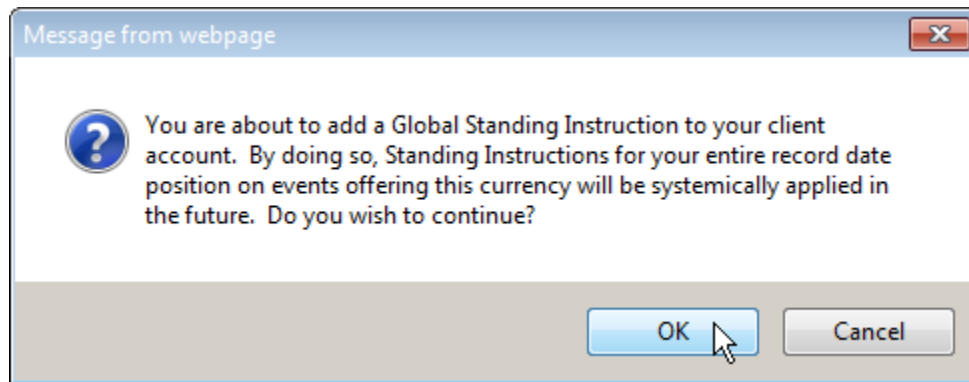 Message from webpage
You are about to add a Global Standing Instruction to your client
account.  By doing so, Standing Instructions for your entire record date
position on events offering this currency will be systemically applied in
the future.  Do you wish to continue?
OK
Cancel